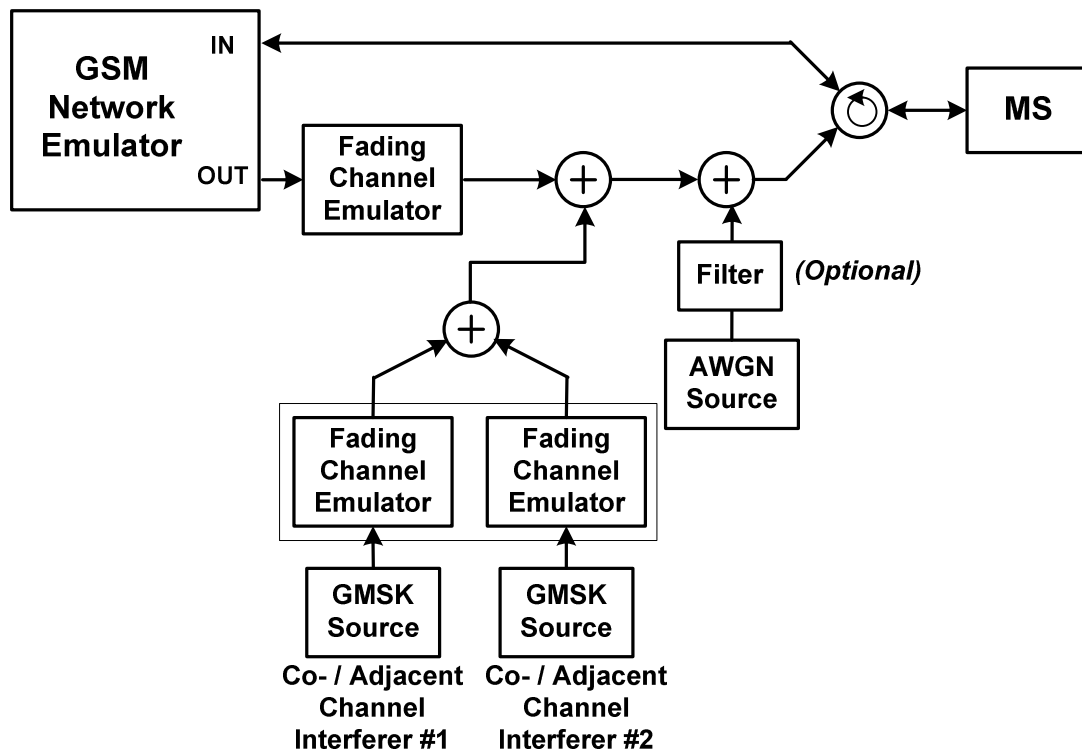 GSM
Network
Emulator
IN
OUT
MS
Fading
Channel
Emulator
+
+
Filter
(Optional)
AWGN
Source
+
Fading
Channel
Emulator
Fading
Channel
Emulator
GMSK
Source
GMSK
Source
Co- / Adjacent
Channel
Interferer #1
Co- / Adjacent
Channel
Interferer #2